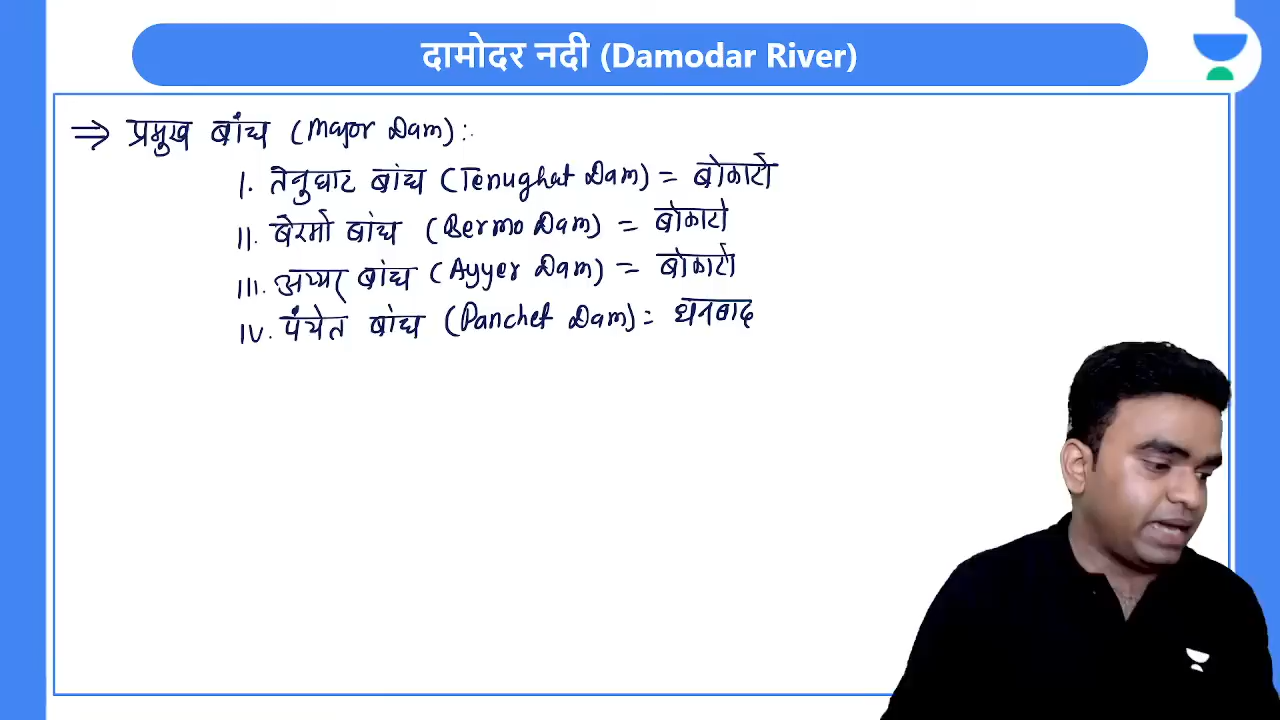 दामोदर नदी (Damodar River)
⇒ प्रमुख बांध (Major Dam):
I. तेनुघाट बांध (Tenughat Dam) = बोकारो
II. बेरमो बांध (Bermo Dam) = बोकारो
III. अय्यर बांध (Ayyer Dam) = बोकारो
IV. पंचेत बांध (Panchet Dam) = धनबाद